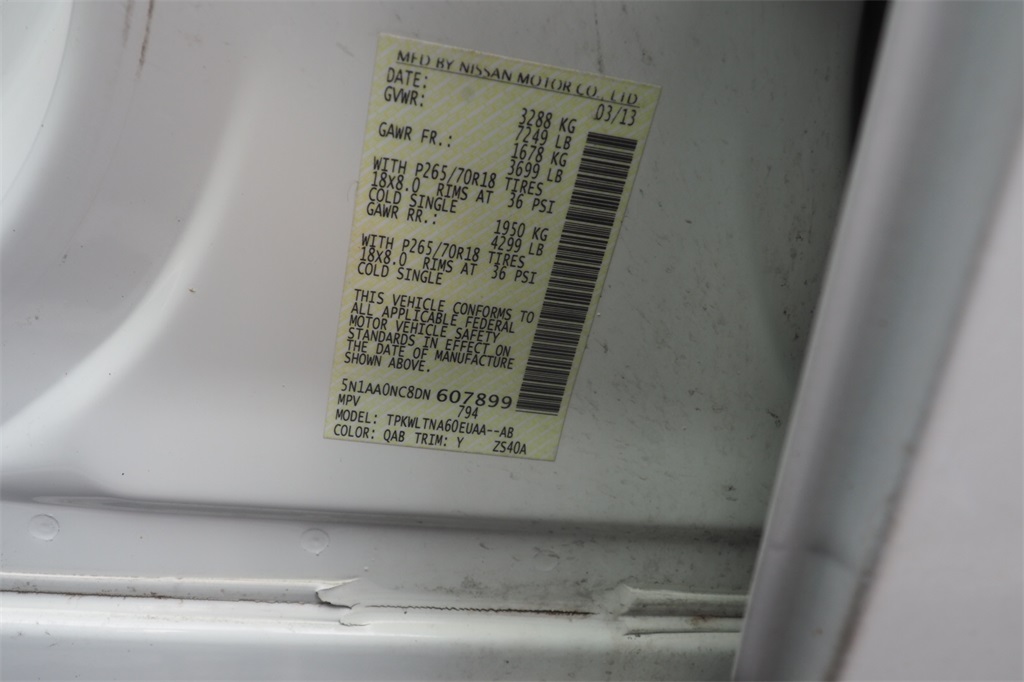 MFD BY NISSAN MOTOR CO., LTD
DATE: 03/13
GVWR: 3288 KG
7249 LB
GAWR FR.: 1678 KG
3699 LB
WITH P265/70R18 TIRES
18X8.0 RIMS AT 36 PSI
COLD SINGLE
GAWR RR.: 1950 KG
4299 LB
WITH P265/70R18 TIRES
18X8.0 RIMS AT 36 PSI
COLD SINGLE
THIS VEHICLE CONFORMS TO
ALL APPLICABLE FEDERAL
MOTOR VEHICLE SAFETY
STANDARDS IN EFFECT ON
THE DATE OF MANUFACTURE
SHOWN ABOVE.
5N1AA0NC8DN 607899
MPV 794
MODEL: TPKWLTNA60EUAA--AB
COLOR: QAB TRIM: Y ZS40A